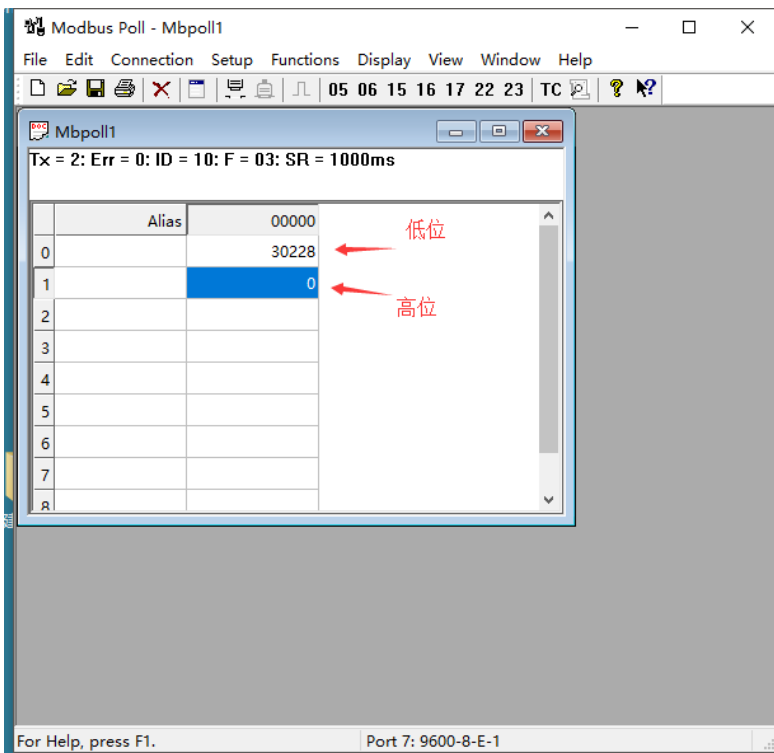 Modbus Poll - Mbpoll1
File Edit Connection Setup Functions Display View Window Help
05 06 15 16 17 22 23 TC
Mbpoll1
Tx = 2: Err = 0: ID = 10: F = 03: SR = 1000ms
Alias 00000
低位
0 30228
1 0
高位
2
3
4
5
6
7
8
For Help, press F1. Port 7: 9600-8-E-1